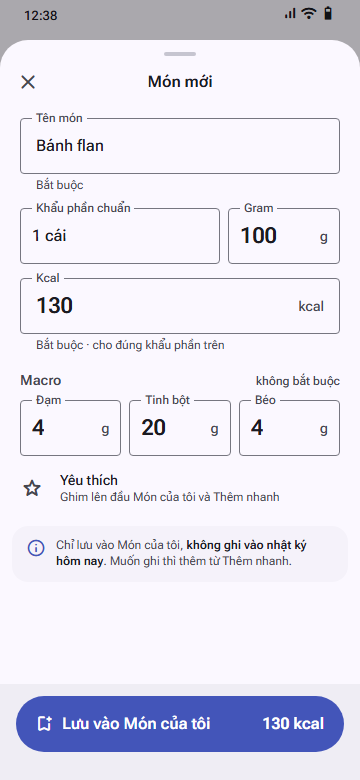 12:38
Món mới
Tên món
Bánh flan
Bắt buộc
Khẩu phần chuẩn
1 cái
Gram
100 g
Kcal
130 kcal
Bắt buộc · cho đúng khẩu phần trên
Macro không bắt buộc
Đạm
4 g
Tinh bột
20 g
Béo
4 g
Yêu thích
Ghim lên đầu Món của tôi và Thêm nhanh
Chỉ lưu vào Món của tôi, không ghi vào nhật ký
hôm nay. Muốn ghi thì thêm từ Thêm nhanh.
Lưu vào Món của tôi 130 kcal